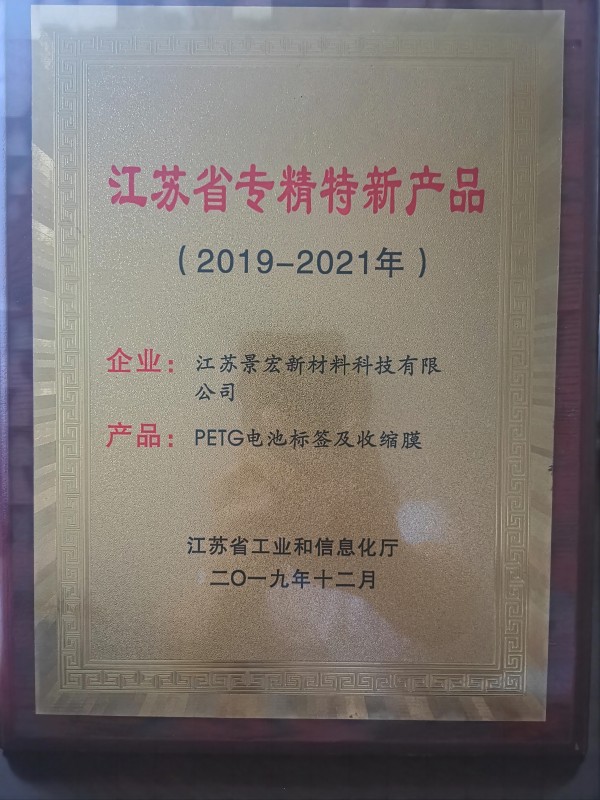 江苏省专精特新产品
（2019-2021年）
企业：江苏景宏新材料科技有限
公司
产品：PETG电池标签及收缩膜
江苏省工业和信息化厅
二〇一九年十二月